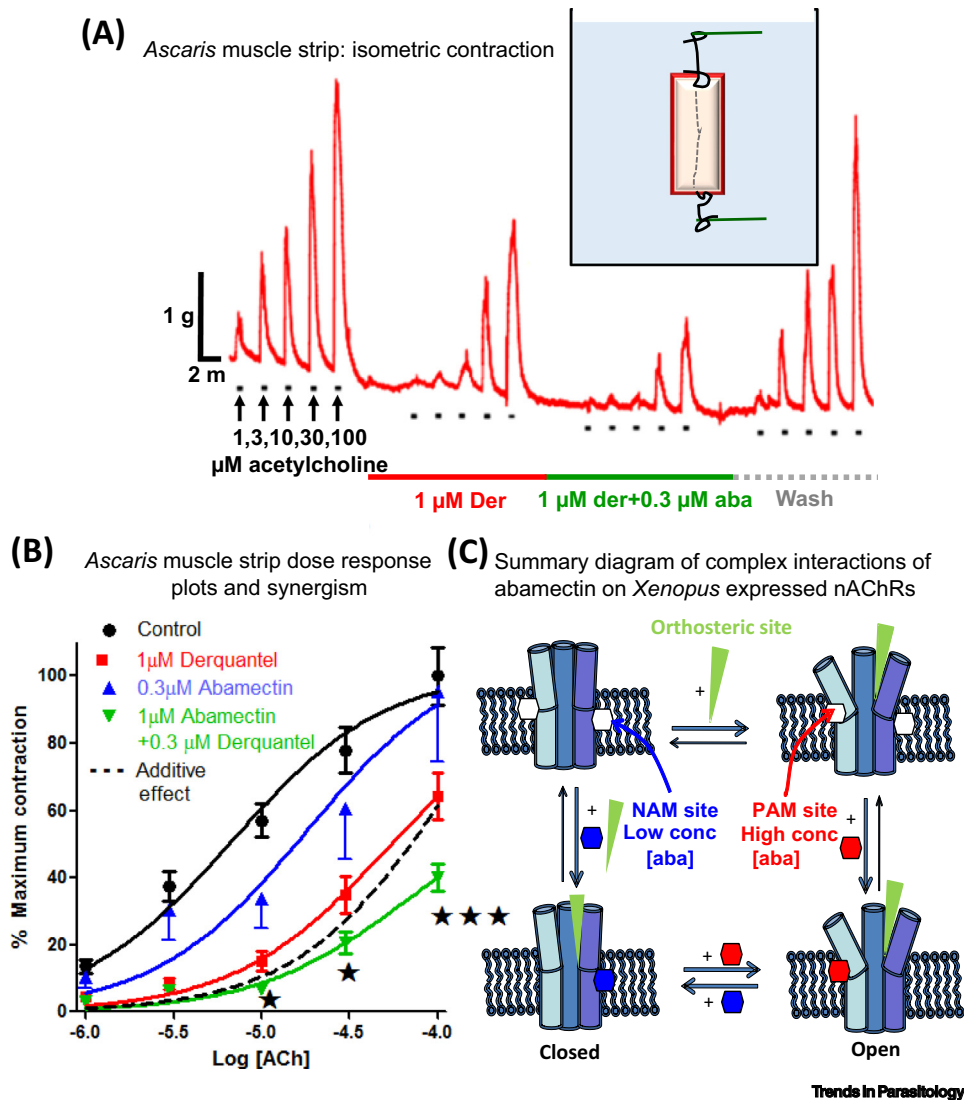 (A)
Ascaris muscle strip: isometric contraction
1 g
2 m
1,3,10,30,100
µM acetylcholine
1 µM Der
1 µM der+0.3 µM aba
Wash
(B)
Ascaris muscle strip dose response
plots and synergism
Control
1µM Derquantel
0.3µM Abamectin
1µM Abamectin
+0.3 µM Derquantel
Additive
effect
% Maximum contraction
100
80
60
40
20
0
-6.0 -5.5 -5.0 -4.5 -4.0
Log [ACh]
(C)
Summary diagram of complex interactions of
abamectin on Xenopus expressed nAChRs
Orthosteric site
+
NAM site
Low conc
[aba]
PAM site
High conc
[aba]
+
+
+
+
Closed
Open
Trends in Parasitology